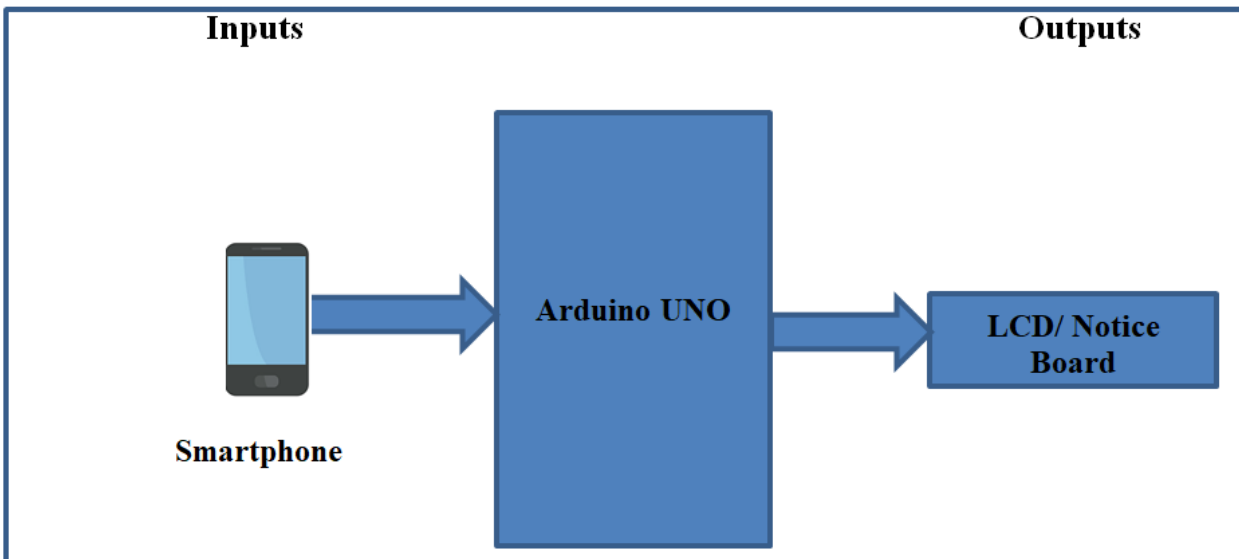 Inputs
Outputs
Arduino UNO
LCD/ Notice
Board
Smartphone